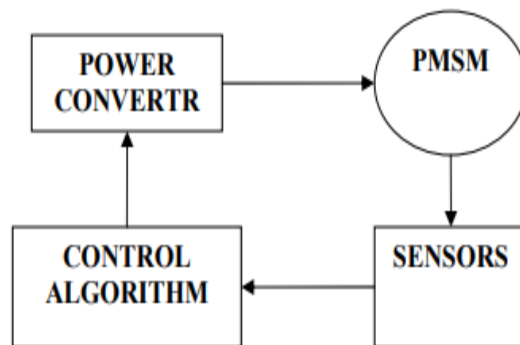 POWER
CONVERTR
PMSM
CONTROL
ALGORITHM
SENSORS